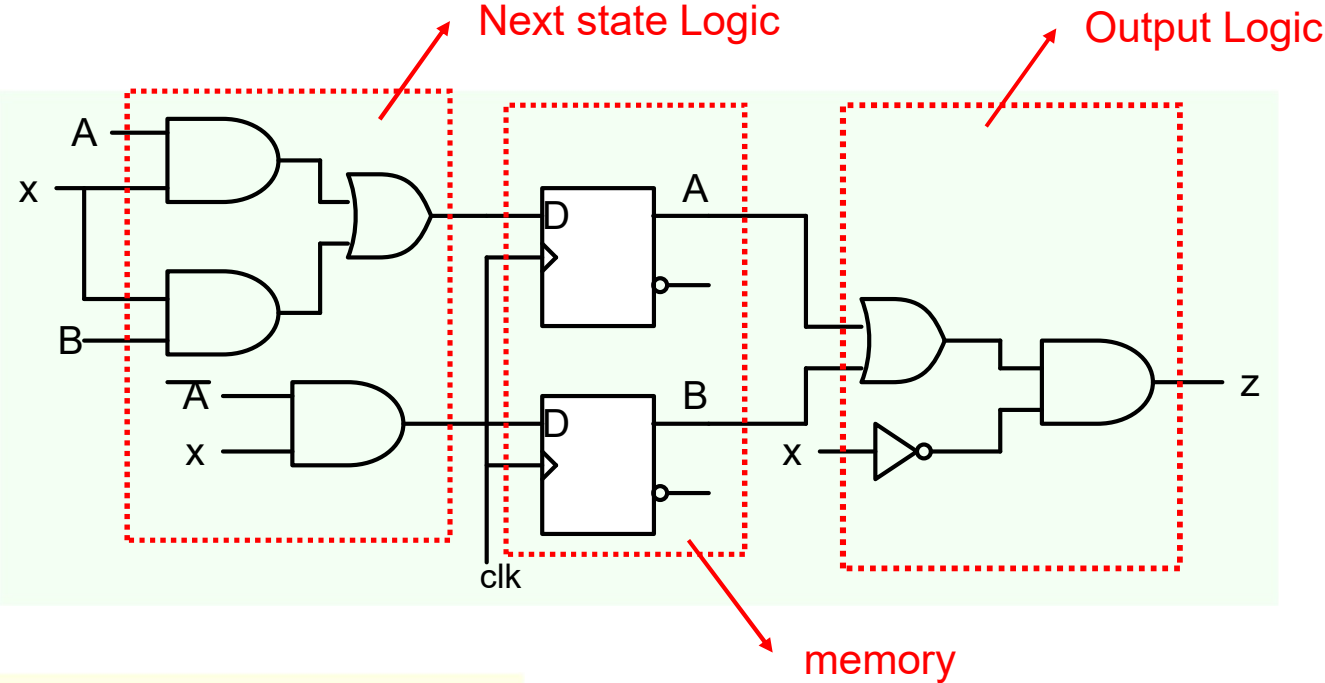 Next state Logic
Output Logic
A
x
B
A̅
x
D
A
D
B
clk
x
z
memory